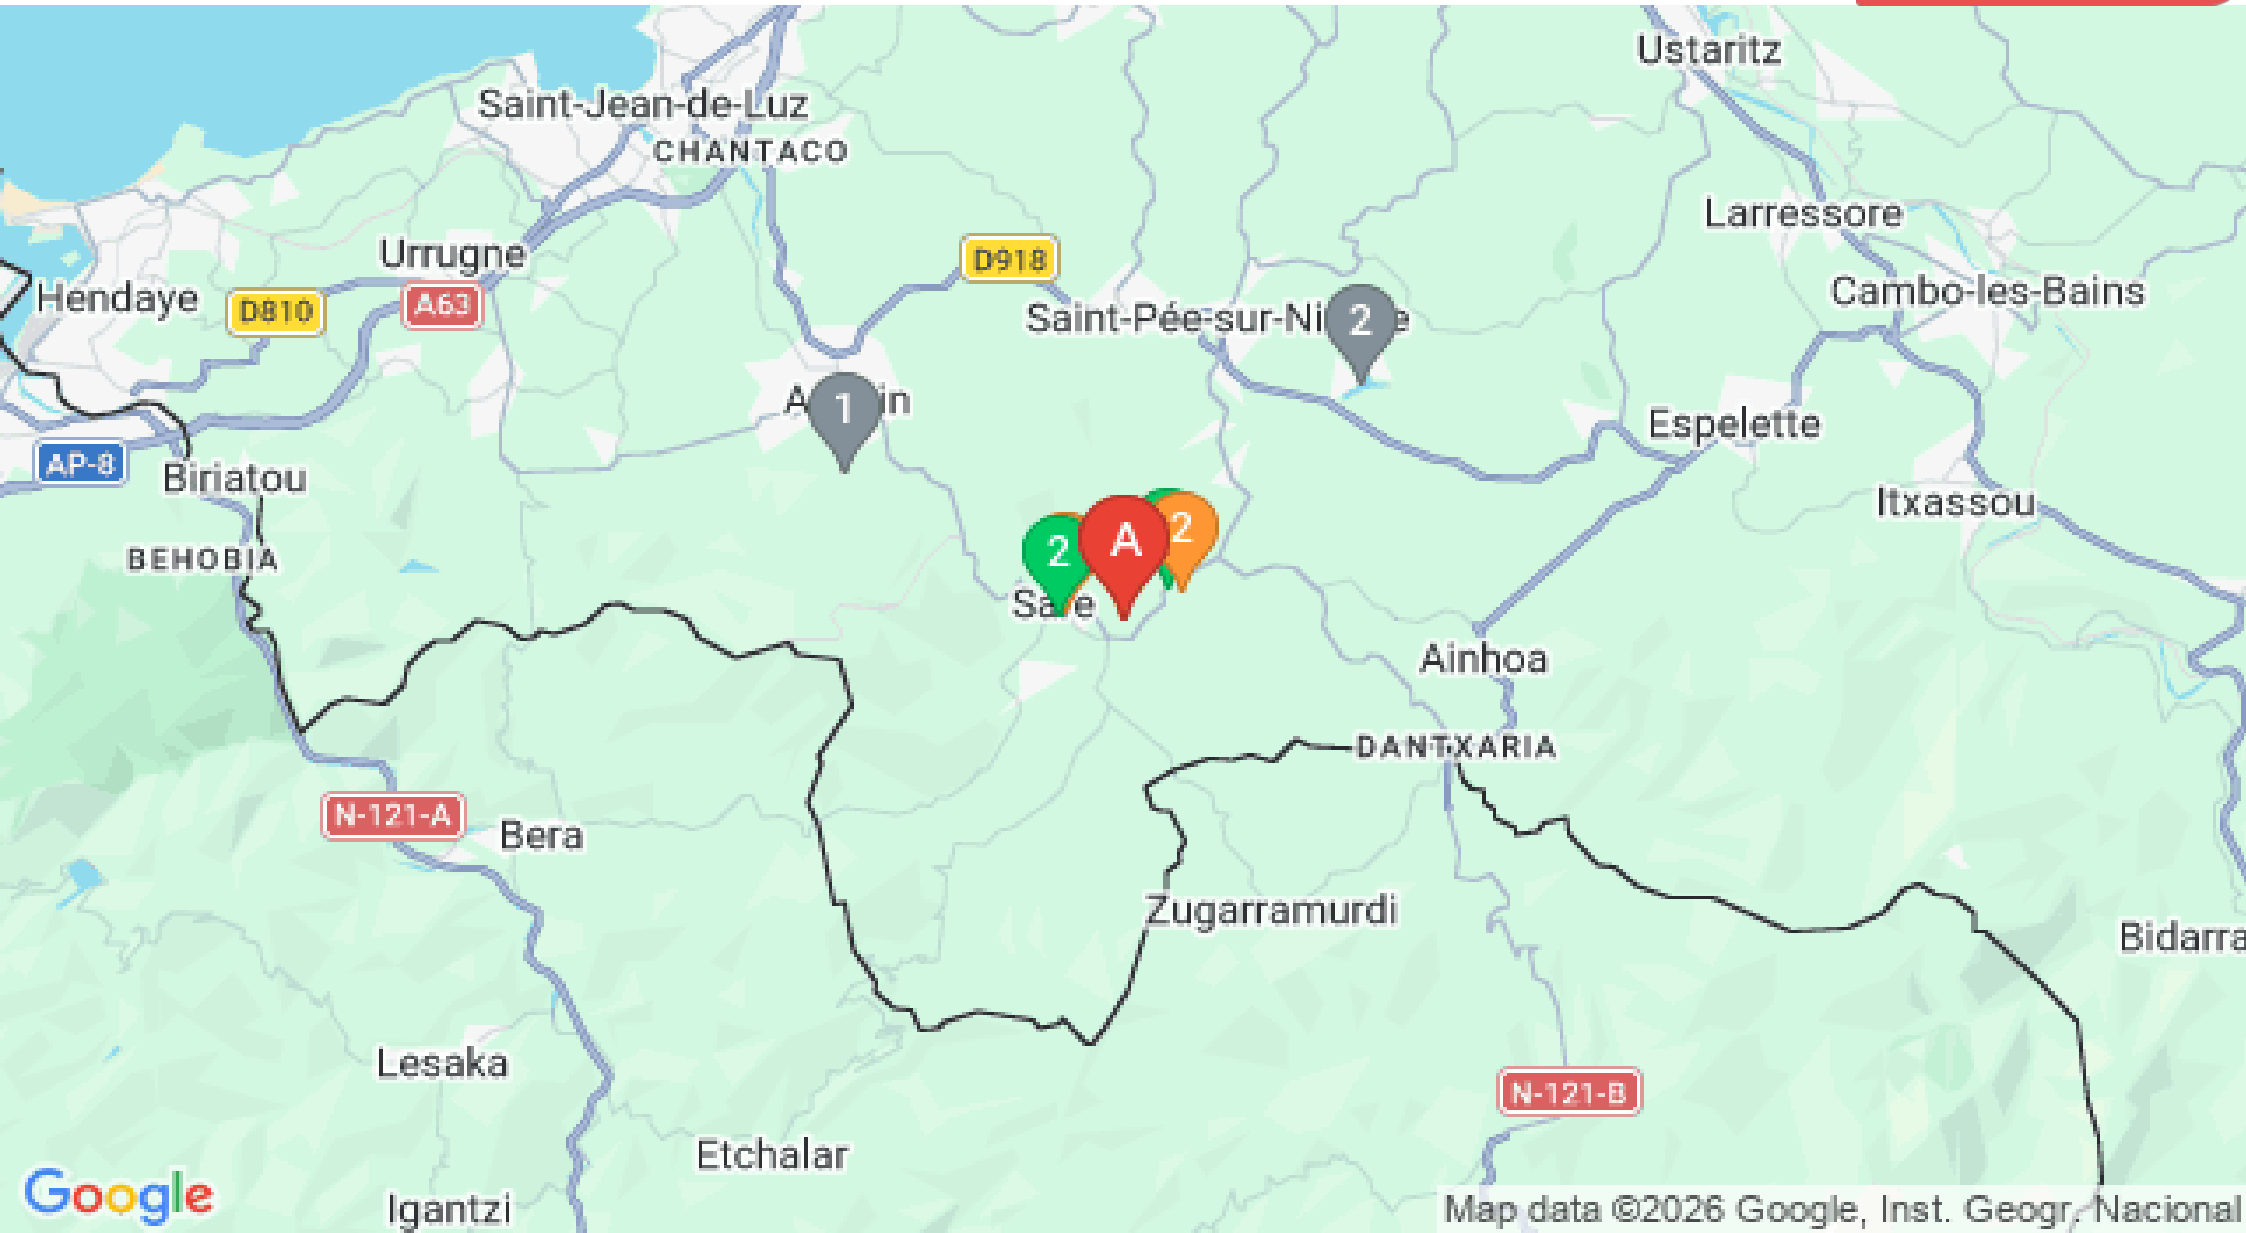 Ustaritz
Saint-Jean-de-Luz
CHANTACO
Larressore
Urrugne
D918
Hendaye
D810
A63
Cambo-les-Bains
Saint-Pée-sur-Ni
e
2
A
in
1
Espelette
AP-8
Biriatou
Itxassou
BEHOBIA
2
A
2
Sare
Ainhoa
DANTXARIA
N-121-A
Bera
Zugarramurdi
Bidarra
Lesaka
N-121-B
Etchalar
Google
Igantzi
Map data ©2026 Google, Inst. Geogr. Nacional